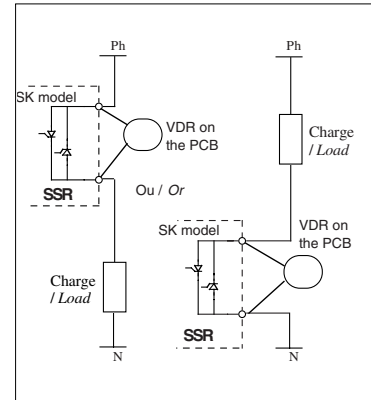 Ph
SK model
VDR on
the PCB
SSR
Ou / Or
Charge
/ Load
N
Ph
Charge
/ Load
SK model
VDR on
the PCB
SSR
N